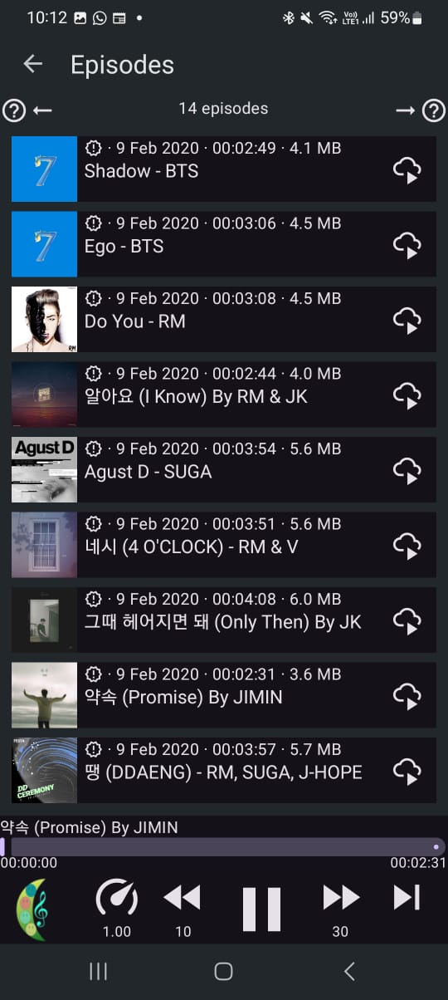 10:12
Vo)) LTE1 59%
Episodes
14 episodes
· 9 Feb 2020 · 00:02:49 · 4.1 MB
Shadow - BTS
· 9 Feb 2020 · 00:03:06 · 4.5 MB
Ego - BTS
· 9 Feb 2020 · 00:03:08 · 4.5 MB
Do You - RM
· 9 Feb 2020 · 00:02:44 · 4.0 MB
알아요 (I Know) By RM & JK
Agust D
· 9 Feb 2020 · 00:03:54 · 5.6 MB
Agust D - SUGA
· 9 Feb 2020 · 00:03:51 · 5.6 MB
네시 (4 O'CLOCK) - RM & V
· 9 Feb 2020 · 00:04:08 · 6.0 MB
그때 헤어지면 돼 (Only Then) By JK
· 9 Feb 2020 · 00:02:31 · 3.6 MB
약속 (Promise) By JIMIN
FESTA
· 9 Feb 2020 · 00:03:57 · 5.7 MB
땡 (DDAENG) - RM, SUGA, J-HOPE
DD
CEREMONY
약속 (Promise) By JIMIN
00:00:00
00:02:31
1.00
10
30